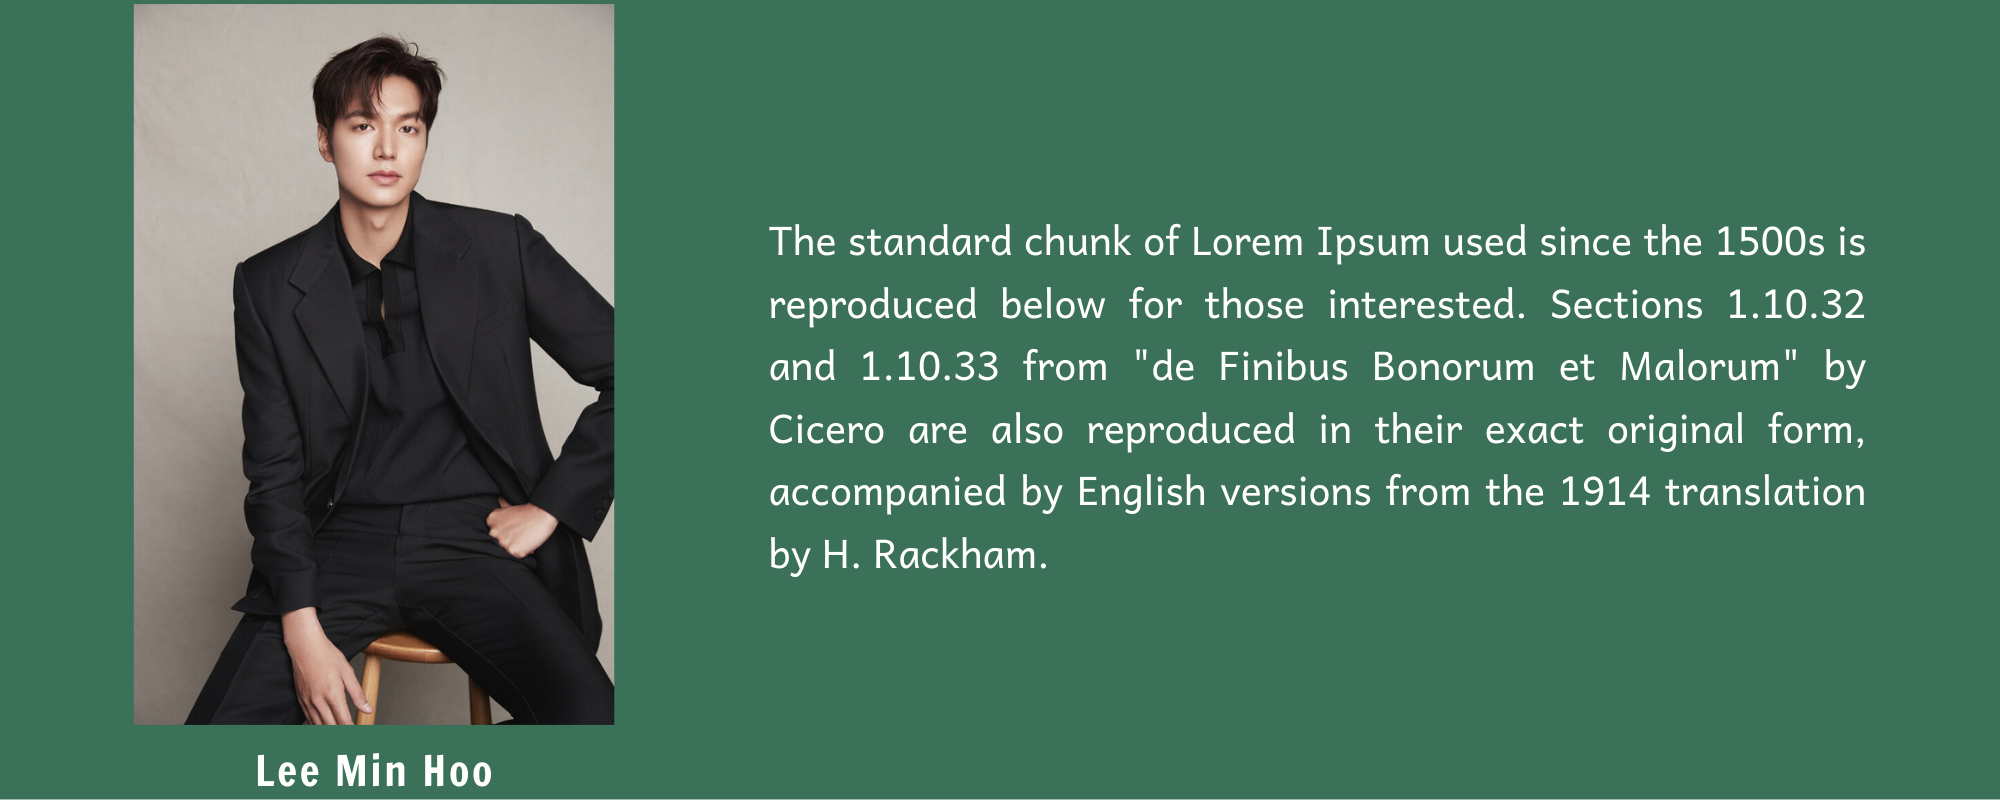 The standard chunk of Lorem Ipsum used since the 1500s is
reproduced below for those interested. Sections 1.10.32
and 1.10.33 from "de Finibus Bonorum et Malorum" by
Cicero are also reproduced in their exact original form,
accompanied by English versions from the 1914 translation
by H. Rackham.
Lee Min Hoo